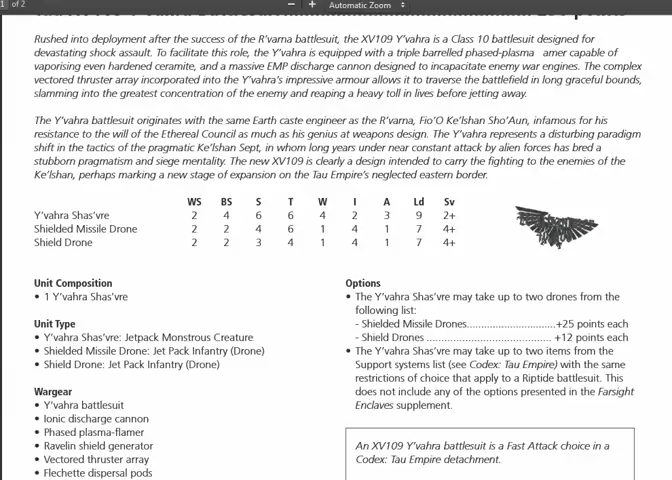 1 of 2
Automatic Zoom
Rushed into deployment after the success of the R'varna battlesuit, the XV109 Y'vahra is a Class 10 battlesuit designed for
devastating shock assault. To facilitate this role, the Y'vahra is equipped with a triple barrelled phased-plasma amer capable of
vaporising even hardened ceramite, and a massive EMP discharge cannon designed to incapacitate enemy war engines. The complex
vectored thruster array incorporated into the Y'vahra's impressive armour allows it to traverse the battlefield in long graceful bounds,
slamming into the greatest concentration of the enemy and reaping a heavy toll in lives before jetting away.
The Y'vahra battlesuit originates with the same Earth caste engineer as the R'varna, Fio'O Ke'lshan Sho'Aun, infamous for his
resistance to the will of the Ethereal Council as much as his genius at weapons design. The Y'vahra represents a disturbing paradigm
shift in the tactics of the pragmatic Ke'lshan Sept, in whom long years under near constant attack by alien forces has bred a
stubborn pragmatism and siege mentality. The new XV109 is clearly a design intended to carry the fighting to the enemies of the
Ke'lshan, perhaps marking a new stage of expansion on the Tau Empire's neglected eastern border.
WS BS S T W I A Ld Sv
Y'vahra Shas'vre 2 4 6 6 4 2 3 9 2+
Shielded Missile Drone 2 2 4 6 1 4 1 7 4+
Shield Drone 2 2 3 4 1 4 1 7 4+
Unit Composition
• 1 Y'vahra Shas'vre
Unit Type
• Y'vahra Shas'vre: Jetpack Monstrous Creature
• Shielded Missile Drone: Jet Pack Infantry (Drone)
• Shield Drone: Jet Pack Infantry (Drone)
Wargear
• Y'vahra battlesuit
• Ionic discharge cannon
• Phased plasma-flamer
• Ravelin shield generator
• Vectored thruster array
• Flechette dispersal pods
Options
• The Y'vahra Shas'vre may take up to two drones from the
following list:
- Shielded Missile Drones.............................+25 points each
- Shield Drones ......................................... +12 points each
• The Y'vahra Shas'vre may take up to two items from the
Support systems list (see Codex: Tau Empire) with the same
restrictions of choice that apply to a Riptide battlesuit. This
does not include any of the options presented in the Farsight
Enclaves supplement.
An XV109 Y'vahra battlesuit is a Fast Attack choice in a
Codex: Tau Empire detachment.